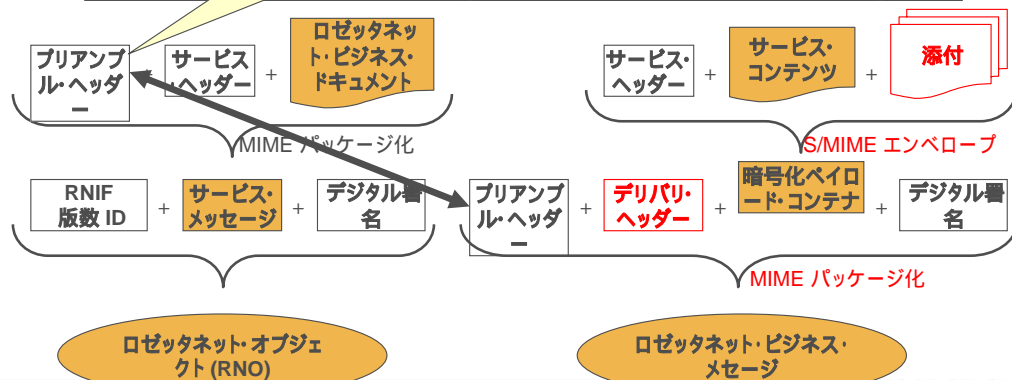 プリアンブ
ル・ヘッダ
ー
サービス
・ヘッダー
+
ロゼッタネッ
ト・ビジネス・
ドキュメント
MIME パッケージ化
サービス・
ヘッダー
+
サービス・
コンテンツ
+
添付
S/MIME エンベロープ
RNIF
版数 ID
+
サービス・
メッセージ
+
デジタル署
名
プリアンブ
ル・ヘッダ
ー
+
デリバリ・
ヘッダー
+
暗号化ペイロ
ード・コンテナ
+
デジタル署
名
MIME パッケージ化
ロゼッタネット・オブジェ
クト (RNO)
ロゼッタネット・ビジネス・
メセージ